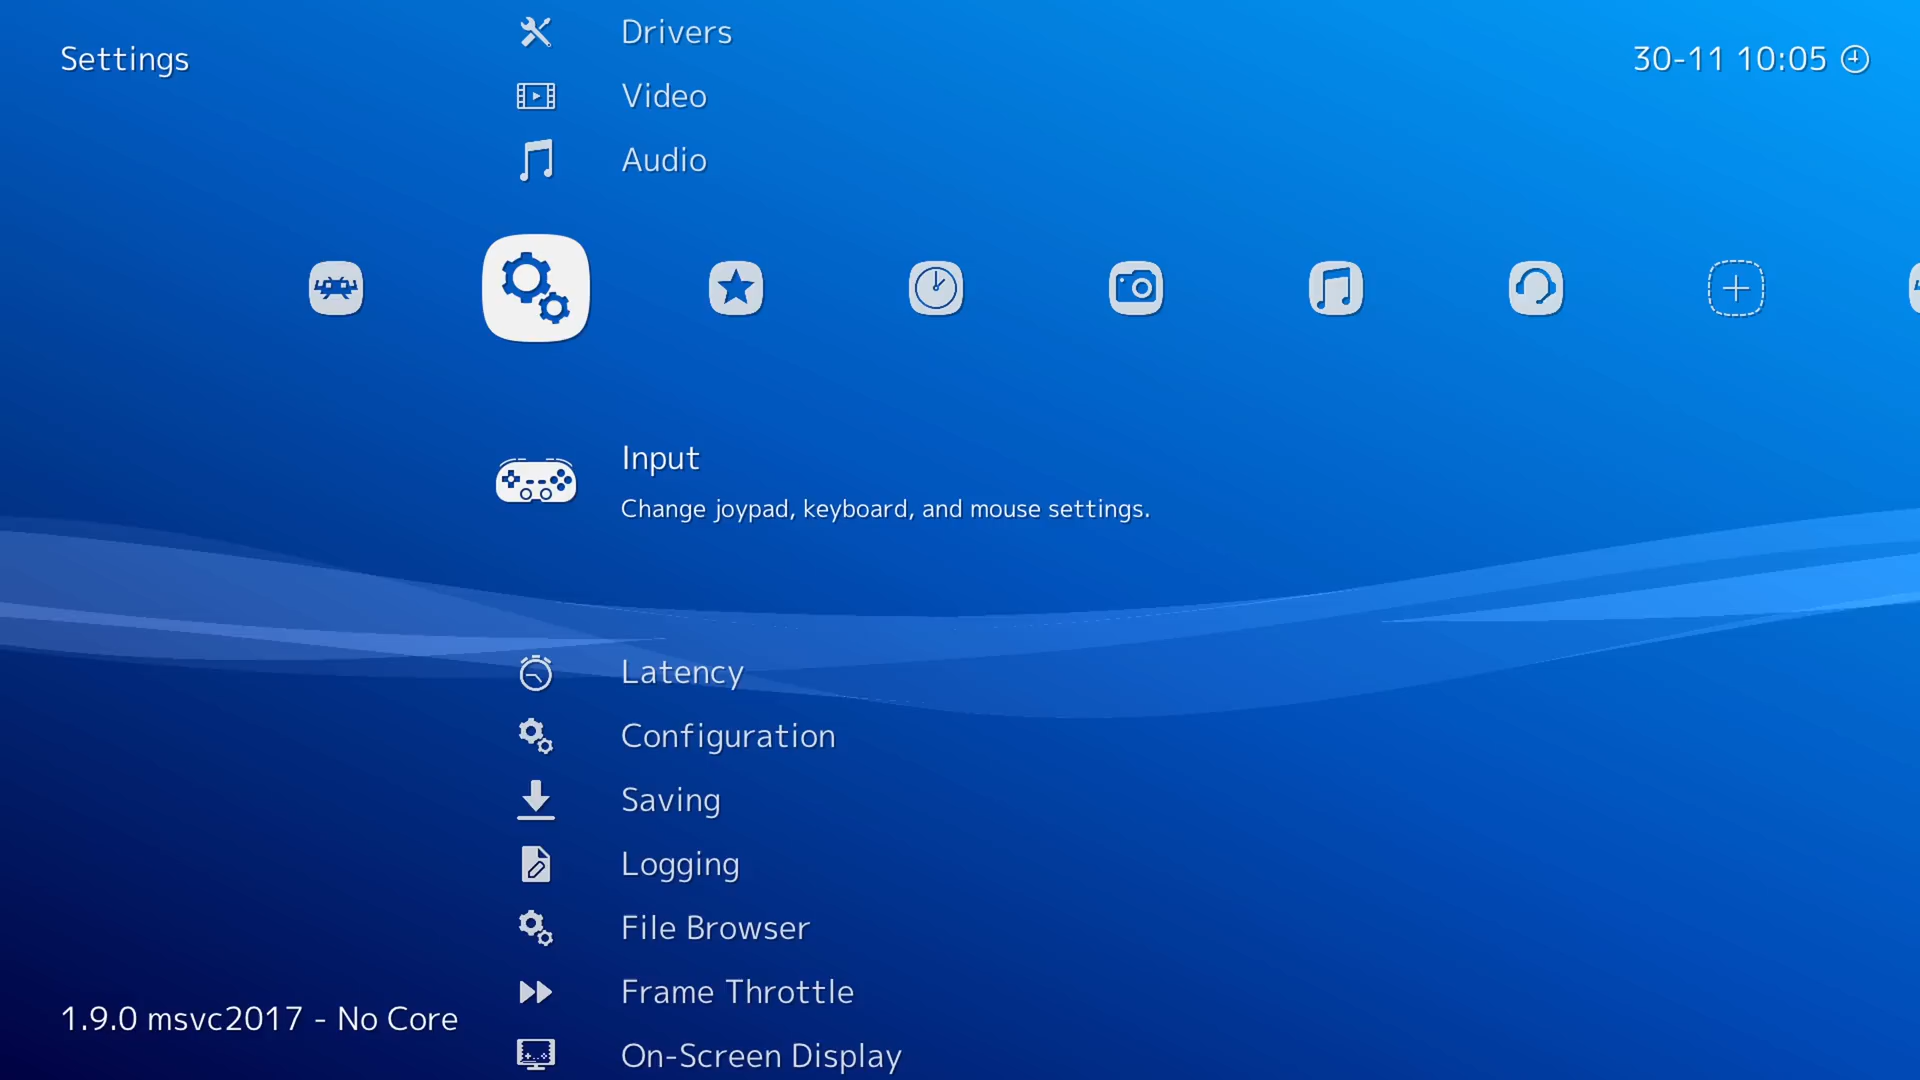 Settings
30-11 10:05
Drivers
Video
Audio
Input
Change joypad, keyboard, and mouse settings.
Latency
Configuration
Saving
Logging
File Browser
Frame Throttle
On-Screen Display
1.9.0 msvc2017 - No Core